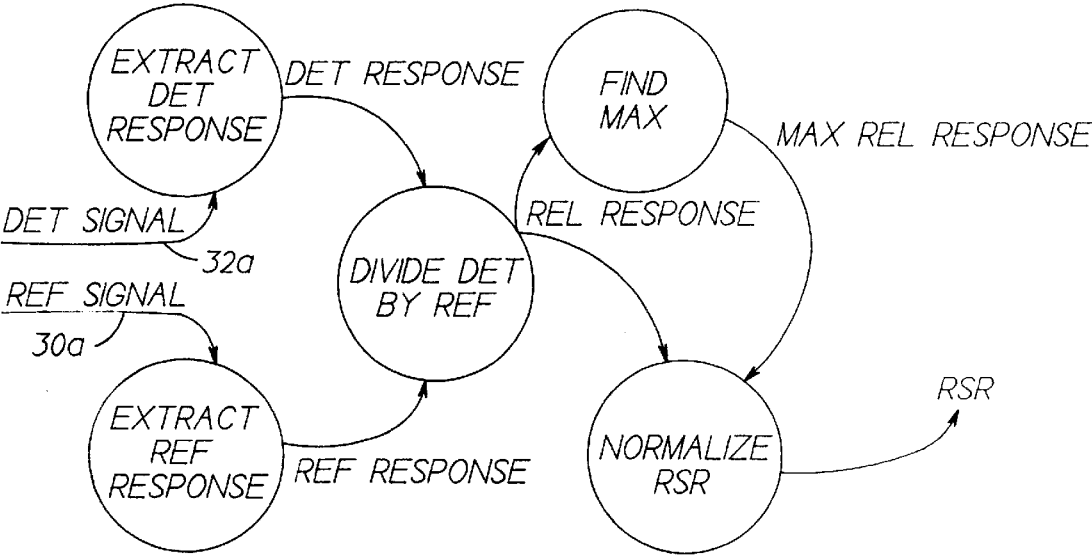 EXTRACT
DET
RESPONSE
DET RESPONSE
FIND
MAX
MAX REL RESPONSE
DET SIGNAL
32a
REL RESPONSE
DIVIDE DET
BY REF
REF SIGNAL
30a
EXTRACT
REF
RESPONSE
REF RESPONSE
NORMALIZE
RSR
RSR